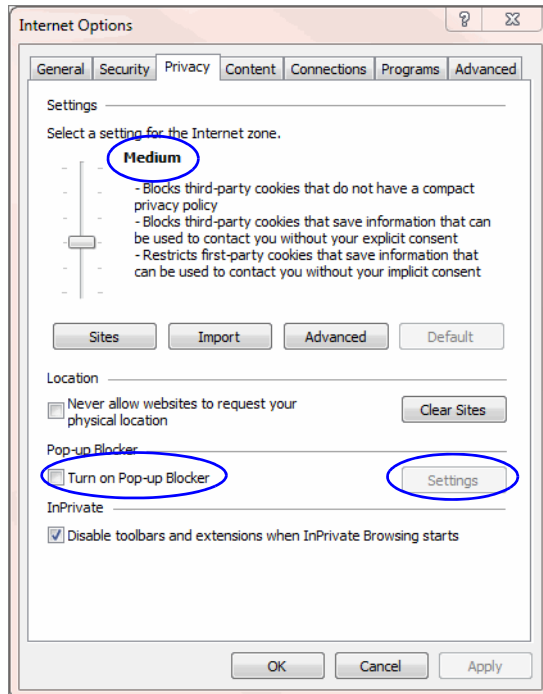 Internet Options
General Security Privacy Content Connections Programs Advanced
Settings
Select a setting for the Internet zone.
Medium
- Blocks third-party cookies that do not have a compact
privacy policy
- Blocks third-party cookies that save information that can
be used to contact you without your explicit consent
- Restricts first-party cookies that save information that
can be used to contact you without your implicit consent
Sites Import Advanced Default
Location
Never allow websites to request your
physical location
Clear Sites
Pop-up Blocker
Turn on Pop-up Blocker
Settings
InPrivate
Disable toolbars and extensions when InPrivate Browsing starts
OK Cancel Apply